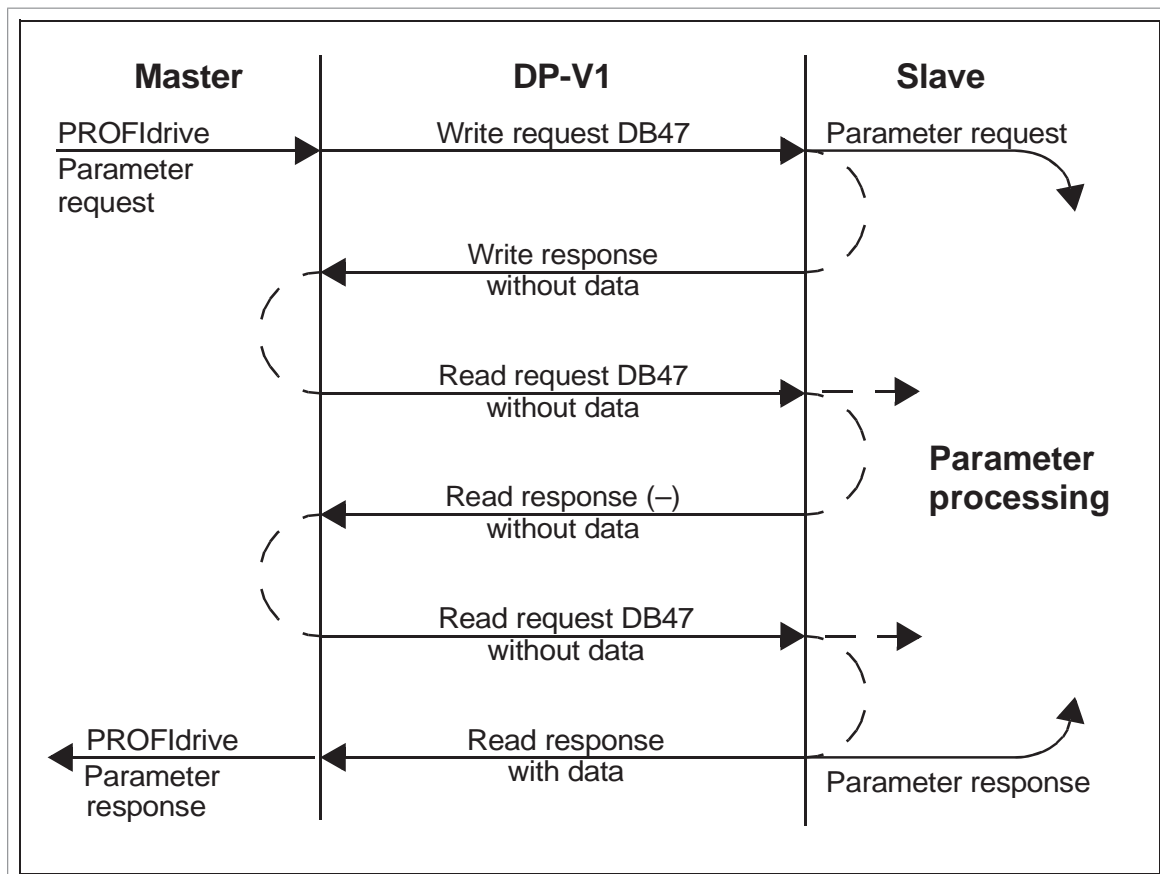 Master
DP-V1
Slave
PROFIdrive
Write request DB47
Parameter request
Parameter
request
Write response
without data
Read request DB47
without data
Parameter
processing
Read response (–)
without data
Read request DB47
without data
PROFIdrive
Read response
Parameter
with data
Parameter response
response